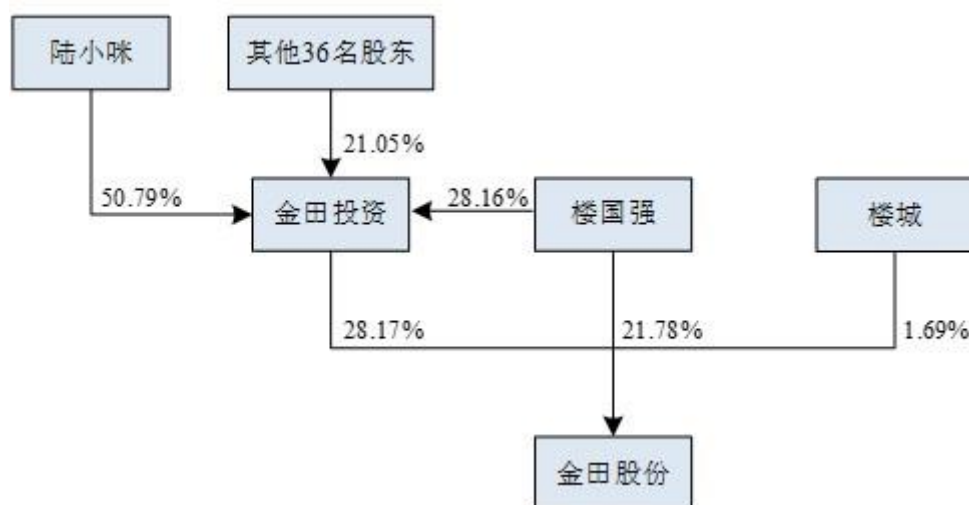 陆小咪
其他36名股东
21.05%
50.79%
金田投资
28.16%
楼国强
楼城
28.17%
21.78%
1.69%
金田股份